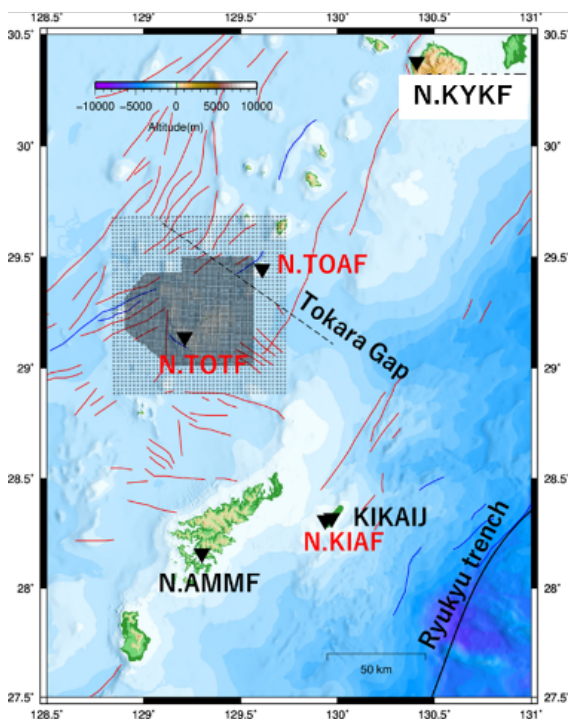 128.5° 129° 129.5° 130° 130.5° 131°
30.5° 30.5°
−10000 −5000 0 5000 10000
Altitude(m)
N.KYKF
30° 30°
29.5° 29.5°
N.TOAF
Tokara Gap
29° 29°
N.TOTF
28.5° 28.5°
KIKAIJ
N.KIAF
N.AMMF
Ryukyu trench
28° 28°
50 km
27.5° 27.5°
128.5° 129° 129.5° 130° 130.5° 131°